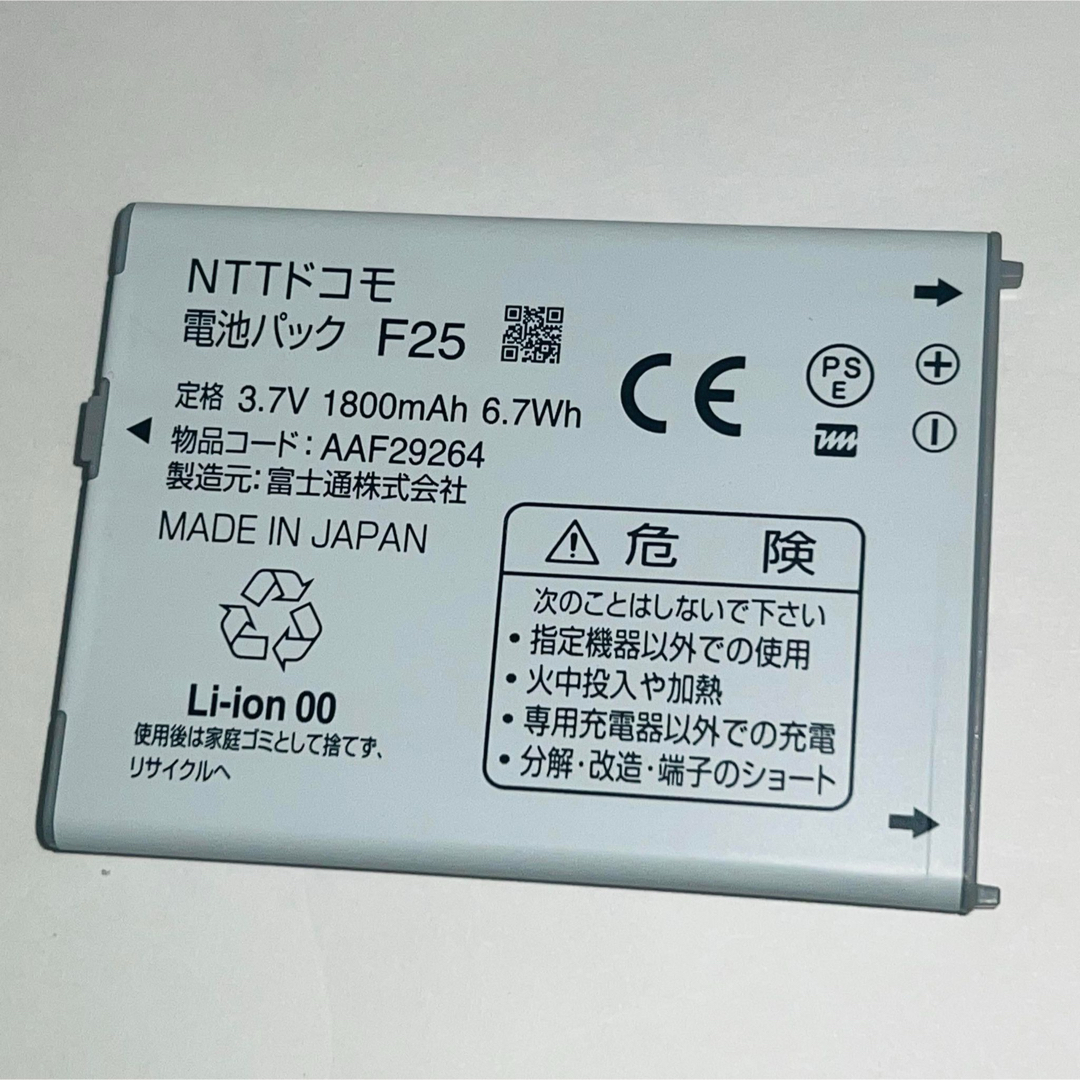 NTTドコモ
電池パック F25
定格 3.7V 1800mAh 6.7Wh
物品コード:AAF29264
製造元:富士通株式会社
MADE IN JAPAN
Li-ion 00
使用後は家庭ゴミとして捨てず、
リサイクルへ
CE
PS
E
+
−
⚠危 険
次のことはしないで下さい
・指定機器以外での使用
・火中投入や加熱
・専用充電器以外での充電
・分解・改造・端子のショート